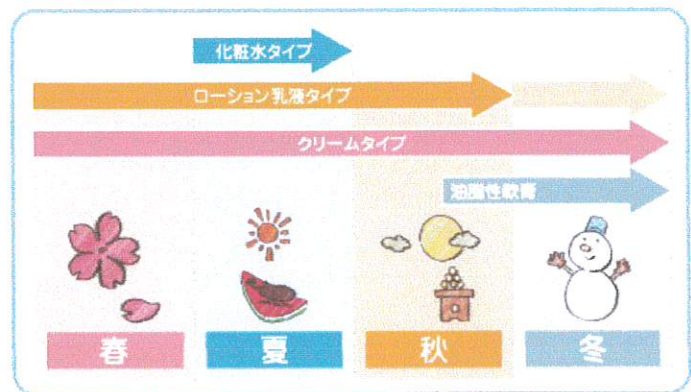 化粧水タイプ
ローション乳液タイプ
クリームタイプ
油脂性軟膏
春 夏 秋 冬